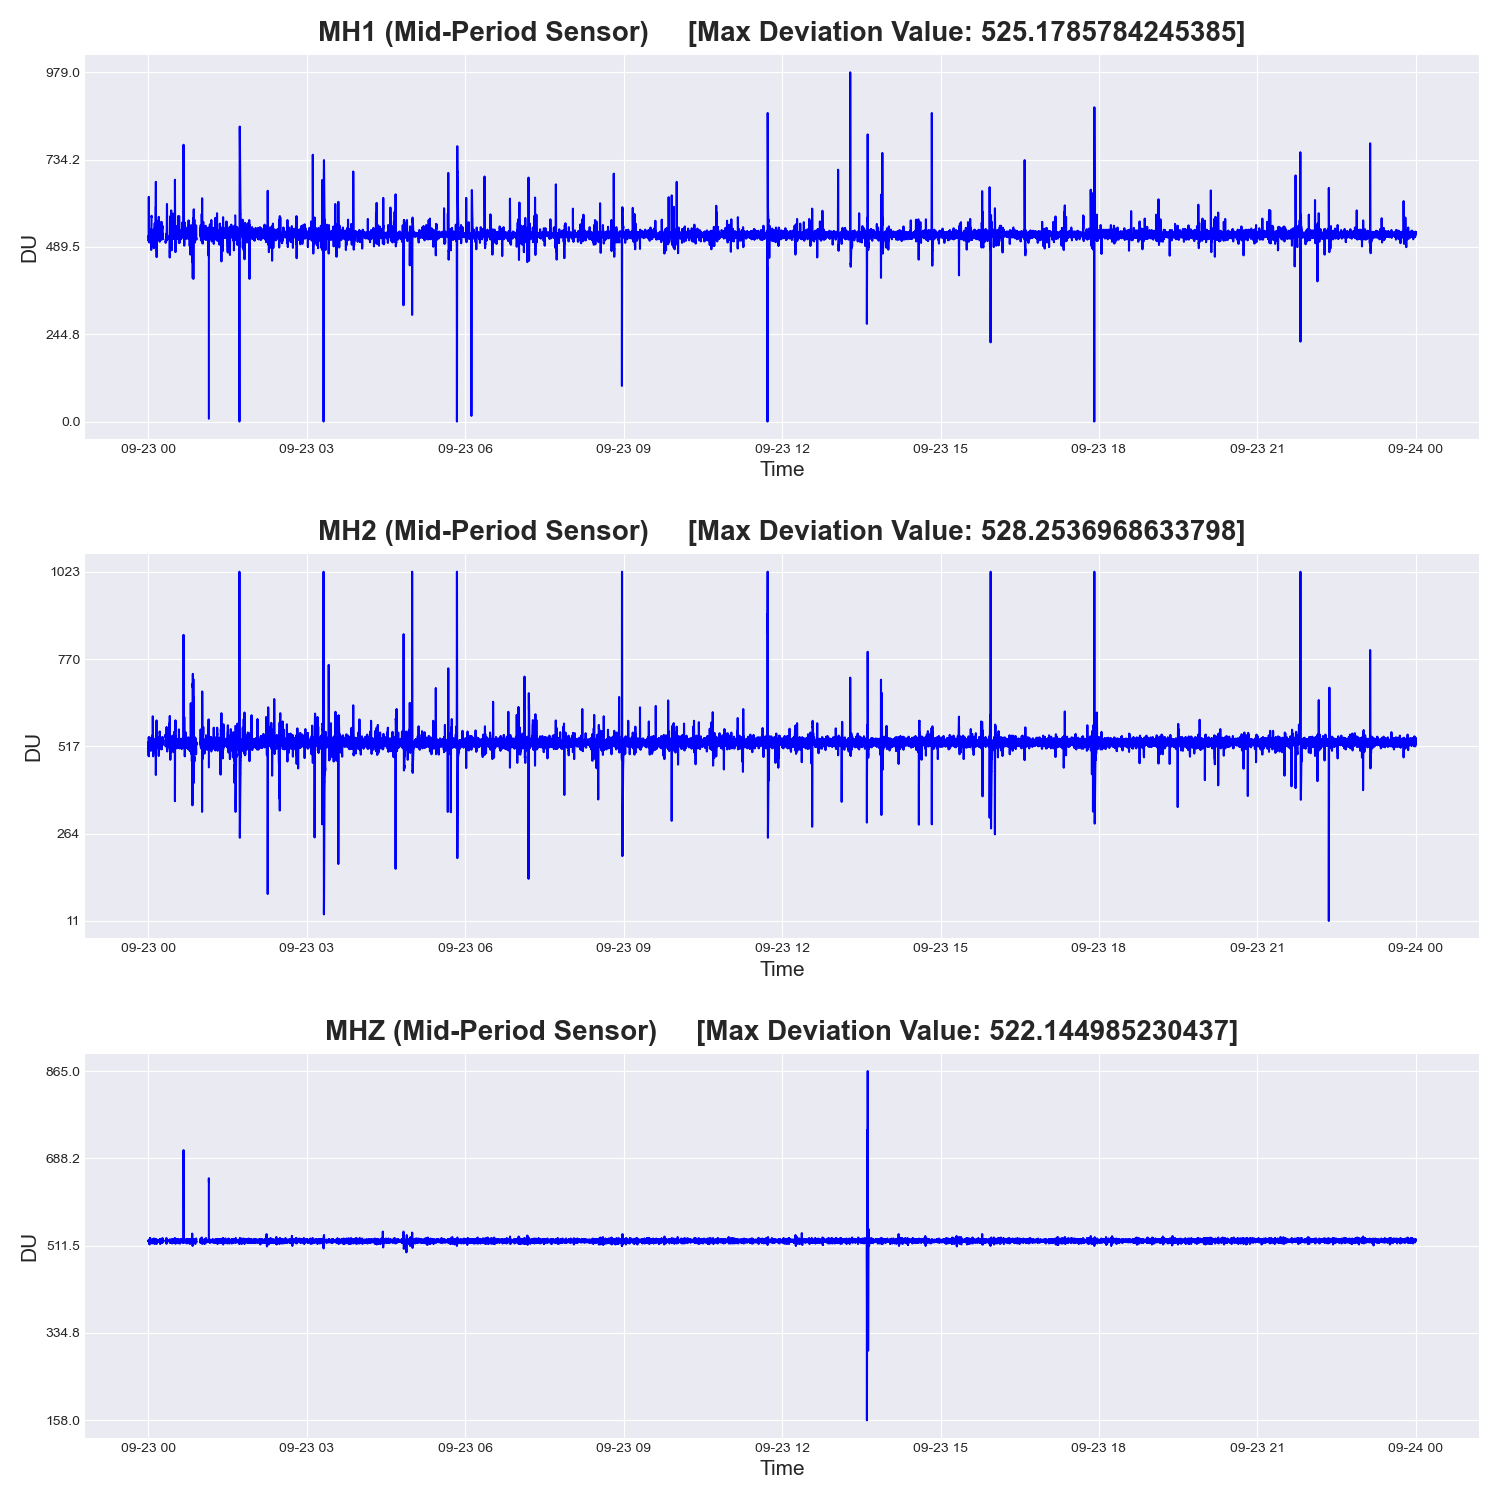 MH1 (Mid-Period Sensor) [Max Deviation Value: 525.1785784245385]
979.0
734.2
489.5
244.8
0.0
DU
09-23 00 09-23 03 09-23 06 09-23 09 09-23 12 09-23 15 09-23 18 09-23 21 09-24 00
Time
MH2 (Mid-Period Sensor) [Max Deviation Value: 528.2536968633798]
1023
770
517
264
11
DU
09-23 00 09-23 03 09-23 06 09-23 09 09-23 12 09-23 15 09-23 18 09-23 21 09-24 00
Time
MHZ (Mid-Period Sensor) [Max Deviation Value: 522.144985230437]
865.0
688.2
511.5
334.8
158.0
DU
09-23 00 09-23 03 09-23 06 09-23 09 09-23 12 09-23 15 09-23 18 09-23 21 09-24 00
Time